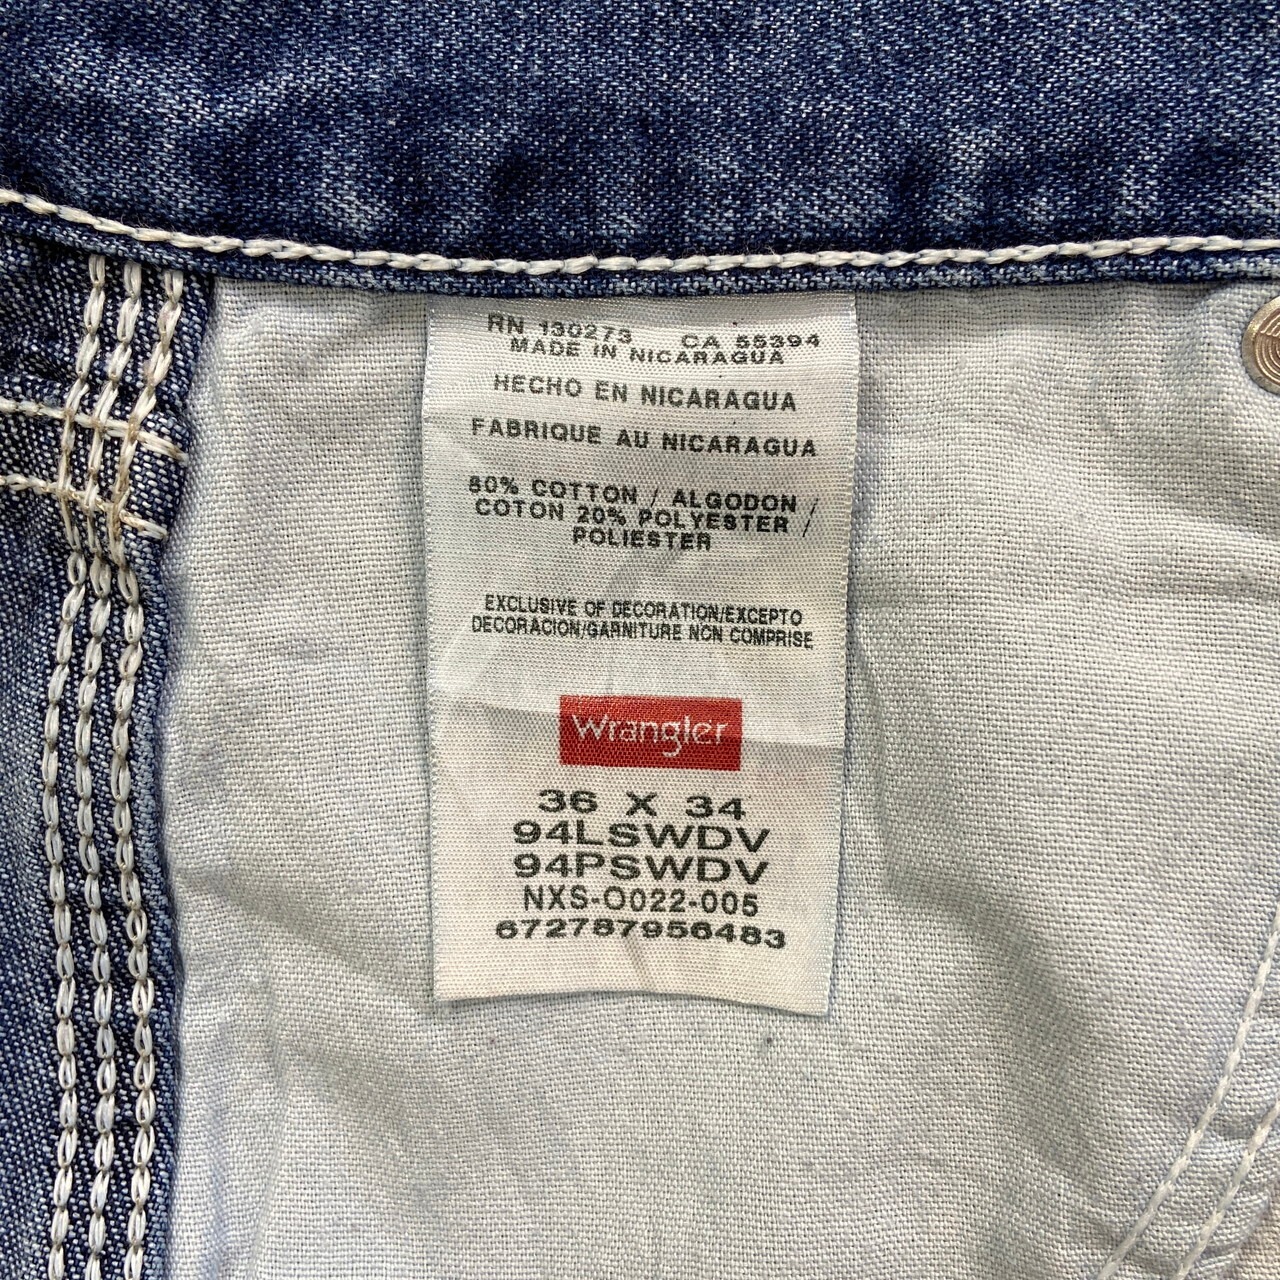 RN 130273 CA 55394
MADE IN NICARAGUA
HECHO EN NICARAGUA
FABRIQUE AU NICARAGUA
80% COTTON / ALGODON /
COTON 20% POLYESTER /
POLIESTER
EXCLUSIVE OF DECORATION/EXCEPTO
DECORACION/GARNITURE NON COMPRISE
Wrangler
36 X 34
94LSWDV
94PSWDV
NXS-O022-005
672787956483